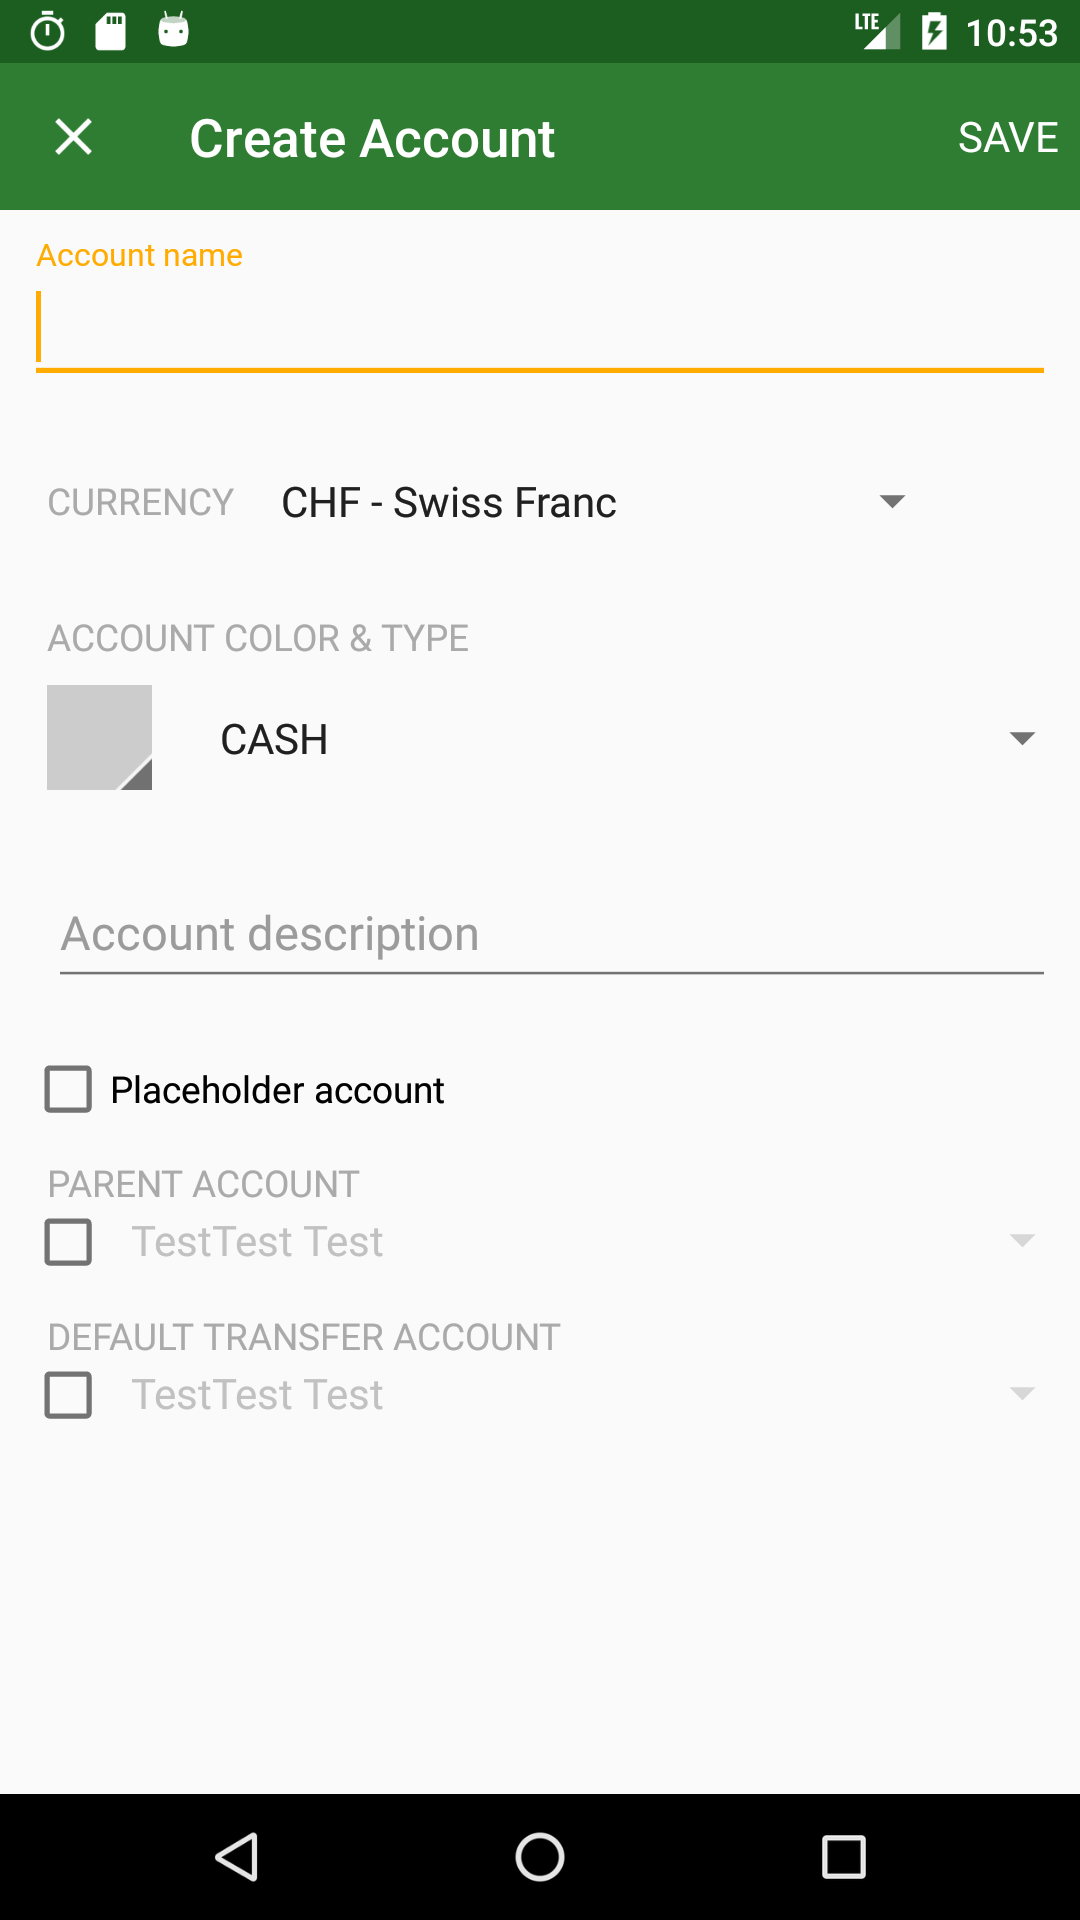 LTE 10:53
Create Account SAVE
Account name
CURRENCY CHF - Swiss Franc
ACCOUNT COLOR & TYPE
CASH
Account description
Placeholder account
PARENT ACCOUNT
TestTest Test
DEFAULT TRANSFER ACCOUNT
TestTest Test